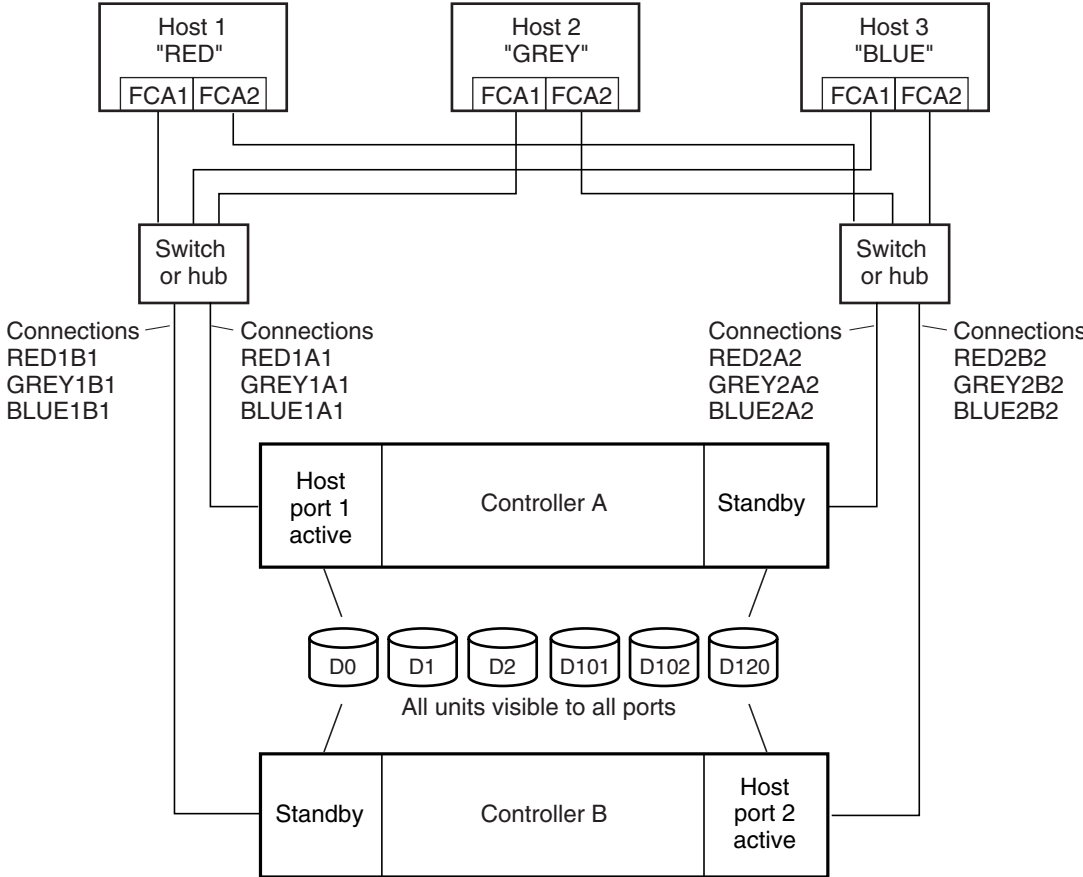 Host 1
"RED"
FCA1 FCA2
Host 2
"GREY"
FCA1 FCA2
Host 3
"BLUE"
FCA1 FCA2
Switch
or hub
Switch
or hub
Connections
RED1B1
GREY1B1
BLUE1B1
Connections
RED1A1
GREY1A1
BLUE1A1
Connections
RED2A2
GREY2A2
BLUE2A2
Connections
RED2B2
GREY2B2
BLUE2B2
Host
port 1
active
Controller A
Standby
D0 D1 D2 D101 D102 D120
All units visible to all ports
Standby
Controller B
Host
port 2
active